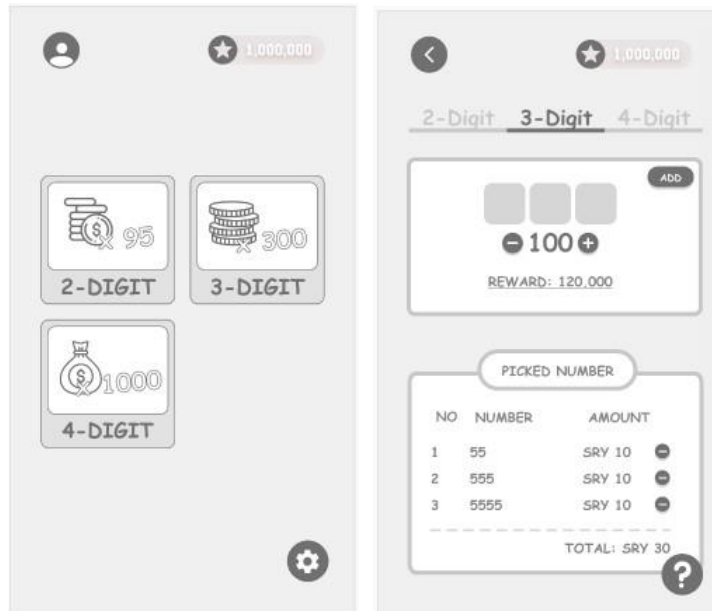 1,000,000
x 95
2-DIGIT
x 300
3-DIGIT
x 1000
4-DIGIT
1,000,000
2-Digit 3-Digit 4-Digit
ADD
- 100 +
REWARD: 120,000
PICKED NUMBER
NO NUMBER AMOUNT
1 55 SRY 10
2 555 SRY 10
3 5555 SRY 10
TOTAL: SRY 30
?